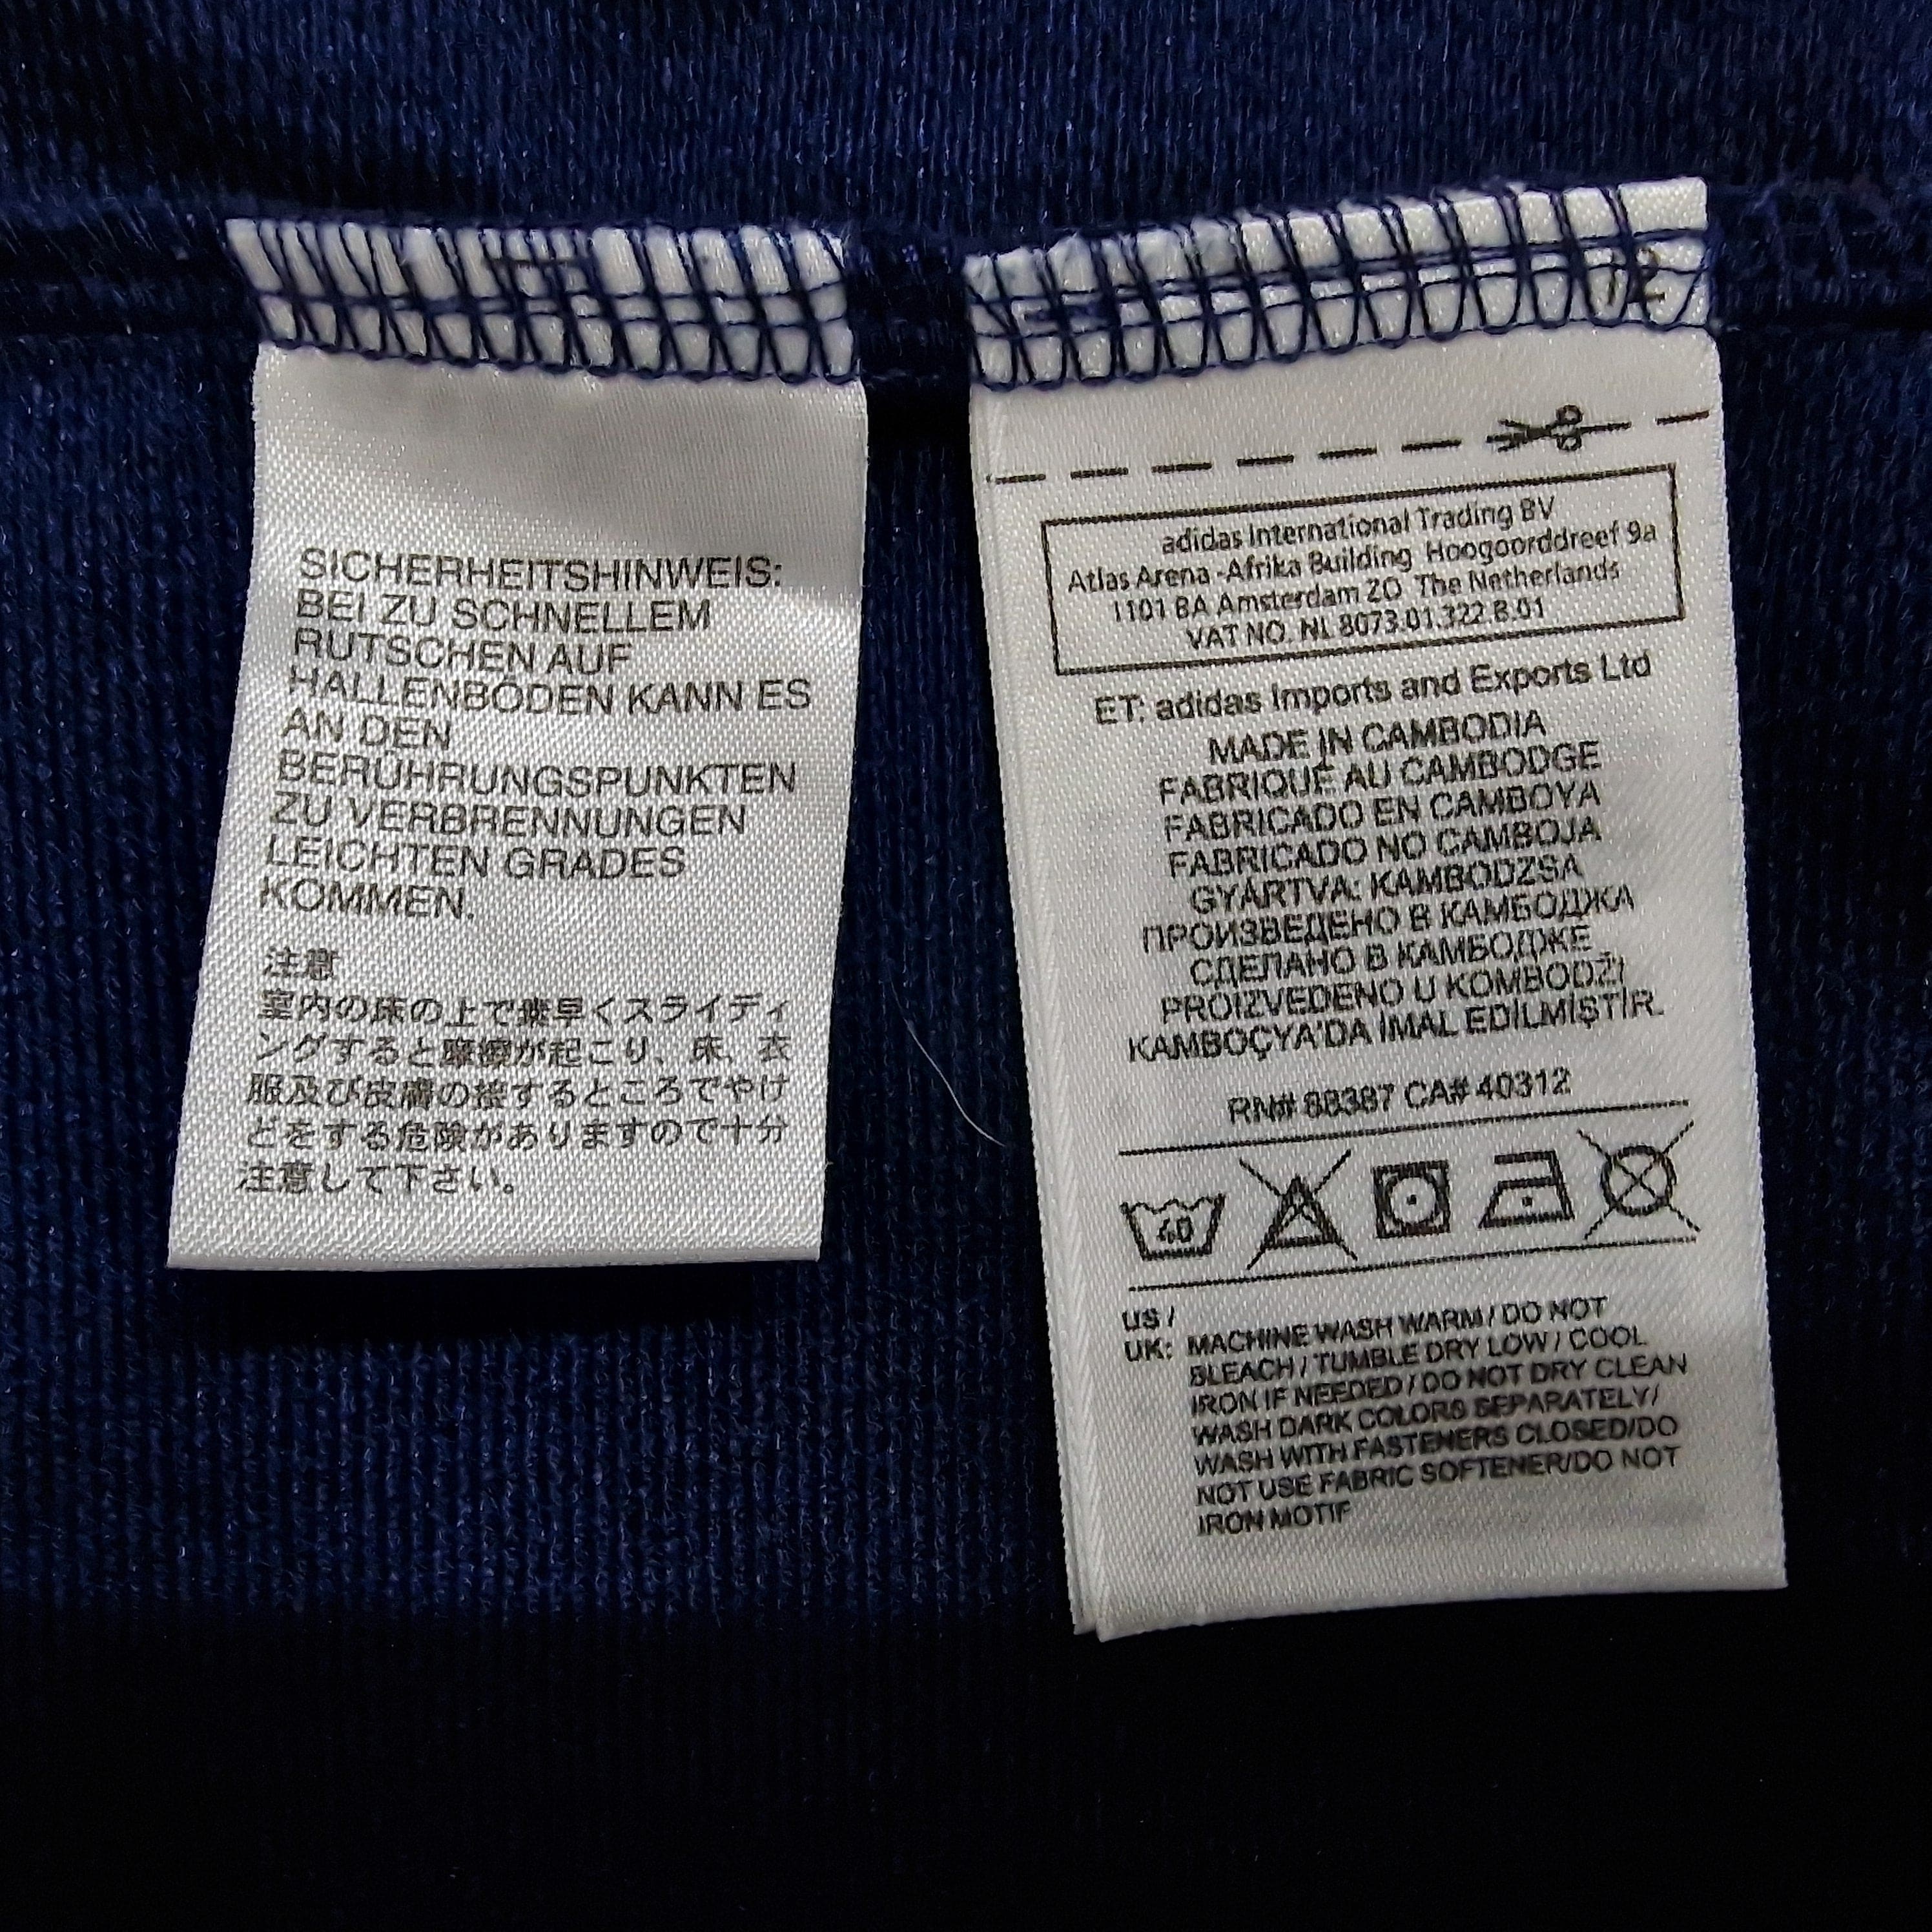 SICHERHEITSHINWEIS:
BEI ZU SCHNELLEM
RUTSCHEN AUF
HALLENBÖDEN KANN ES
AN DEN
BERÜHRUNGSPUNKTEN
ZU VERBRENNUNGEN
LEICHTEN GRADES
KOMMEN.
注意
室内の床の上で素早くスライディ
ングすると摩擦が起こり、床、衣
服及び皮膚の接するところでやけ
どをする危険がありますので十分
注意して下さい。
12
adidas International Trading BV
Atlas Arena -Afrika Building Hoogoorddreef 9a
1101 BA Amsterdam ZO The Netherlands
VAT NO. NL 8073.01.322.B.01
ET: adidas Imports and Exports Ltd
MADE IN CAMBODIA
FABRIQUÉ AU CAMBODGE
FABRICADO EN CAMBOYA
FABRICADO NO CAMBOJA
GYÁRTVA: KAMBODZSA
ПРОИЗВЕДЕНО В КАМБОДЖА
СДЕЛАНО В КАМБОДЖЕ
PROIZVEDENO U KOMBODŽI
KAMBOÇYA'DA İMAL EDİLMİŞTİR.
RN# 88387 CA# 40312
40
US /
UK: MACHINE WASH WARM / DO NOT
BLEACH / TUMBLE DRY LOW / COOL
IRON IF NEEDED / DO NOT DRY CLEAN
WASH DARK COLORS SEPARATELY/
WASH WITH FASTENERS CLOSED/DO
NOT USE FABRIC SOFTENER/DO NOT
IRON MOTIF